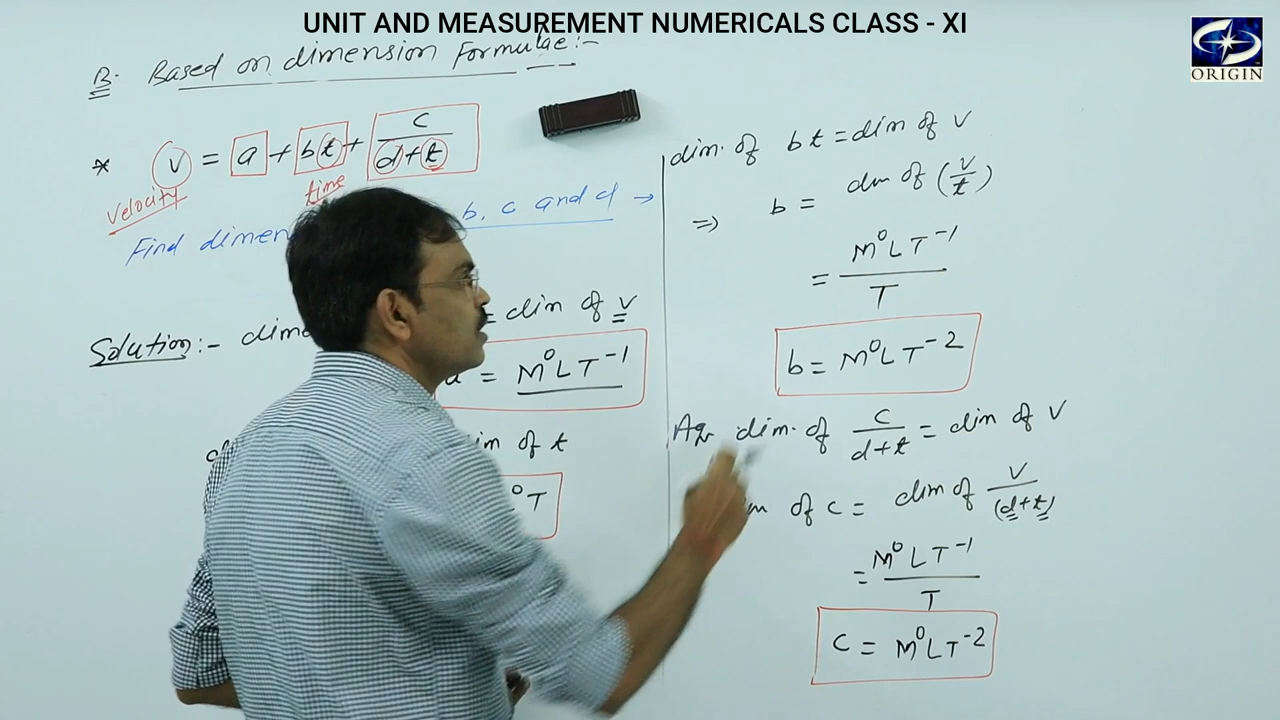 UNIT AND MEASUREMENT NUMERICALS CLASS - XI
ORIGIN
B. Based on dimension Formulae:-
* v = a + bt + c/(d+t)
velocity time
Find dimen b, c and d →
Solution:- dime = dim of v
a = M⁰LT⁻¹
im of t
⁰T
dim. of bt = dim of v
⇒ b = dim of (v/t)
= M⁰LT⁻¹/T
b = M⁰LT⁻²
dim. of c/(d+t) = dim of v
m of c = dim of v/(d+t)
= M⁰LT⁻¹/T
c = M⁰LT⁻²